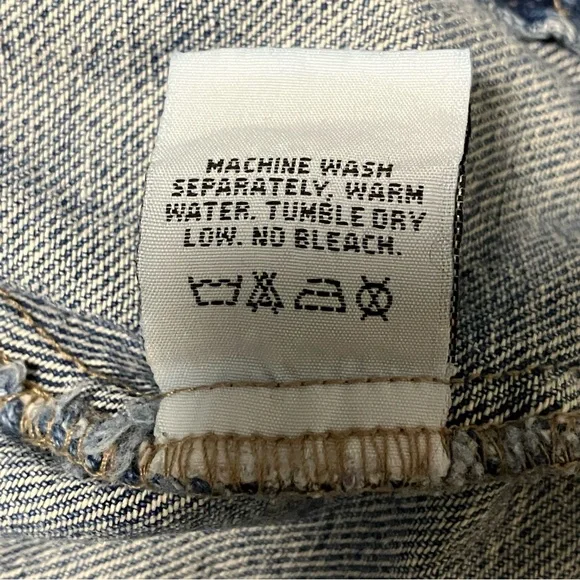 MACHINE WASH
SEPARATELY, WARM
WATER. TUMBLE DRY
LOW. NO BLEACH.